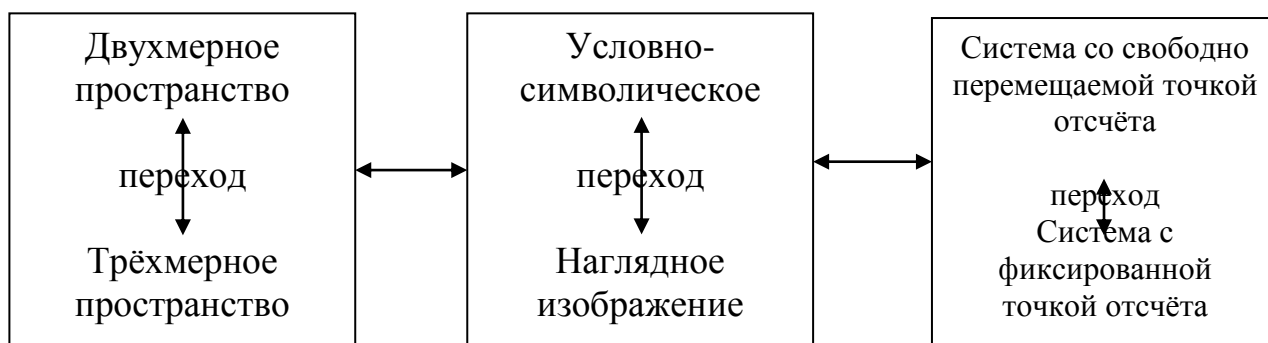 Двухмерное
пространство
переход
Трёхмерное
пространство
Условно-
символическое
переход
Наглядное
изображение
Система со свободно
перемещаемой точкой
отсчёта
переход
Система с
фиксированной
точкой отсчёта